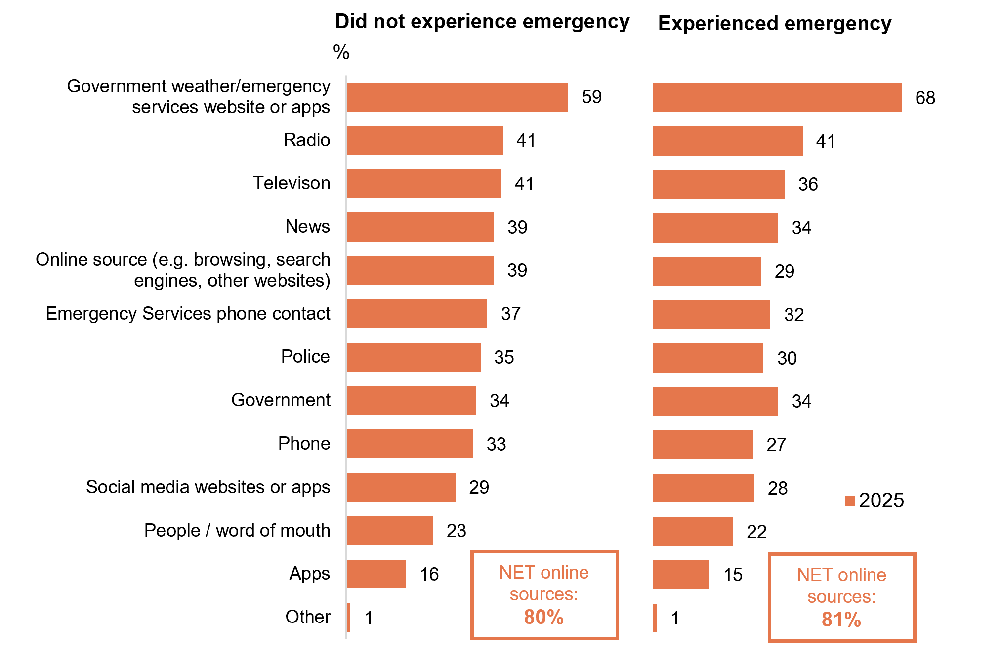 Did not experience emergency
Experienced emergency
%
Government weather/emergency
services website or apps
59
68
Radio
41
41
Televison
41
36
News
39
34
Online source (e.g. browsing, search
engines, other websites)
39
29
Emergency Services phone contact
37
32
Police
35
30
Government
34
34
Phone
33
27
Social media websites or apps
29
28
2025
People / word of mouth
23
22
Apps
16
15
Other
1
1
NET online
sources:
80%
NET online
sources:
81%